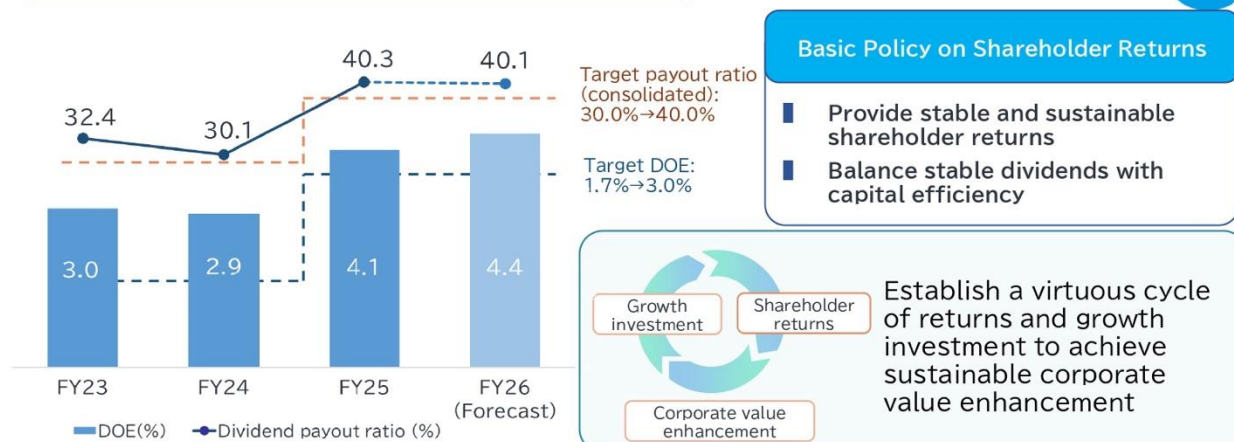 32.4
30.1
40.3
40.1
3.0
2.9
4.1
4.4
FY23
FY24
FY25
FY26
(Forecast)
DOE(%)
Dividend payout ratio (%)
Target payout ratio
(consolidated):
30.0%→40.0%
Target DOE:
1.7%→3.0%
Basic Policy on Shareholder Returns
Provide stable and sustainable
shareholder returns
Balance stable dividends with
capital efficiency
Growth
investment
Shareholder
returns
Corporate value
enhancement
Establish a virtuous cycle
of returns and growth
investment to achieve
sustainable corporate
value enhancement